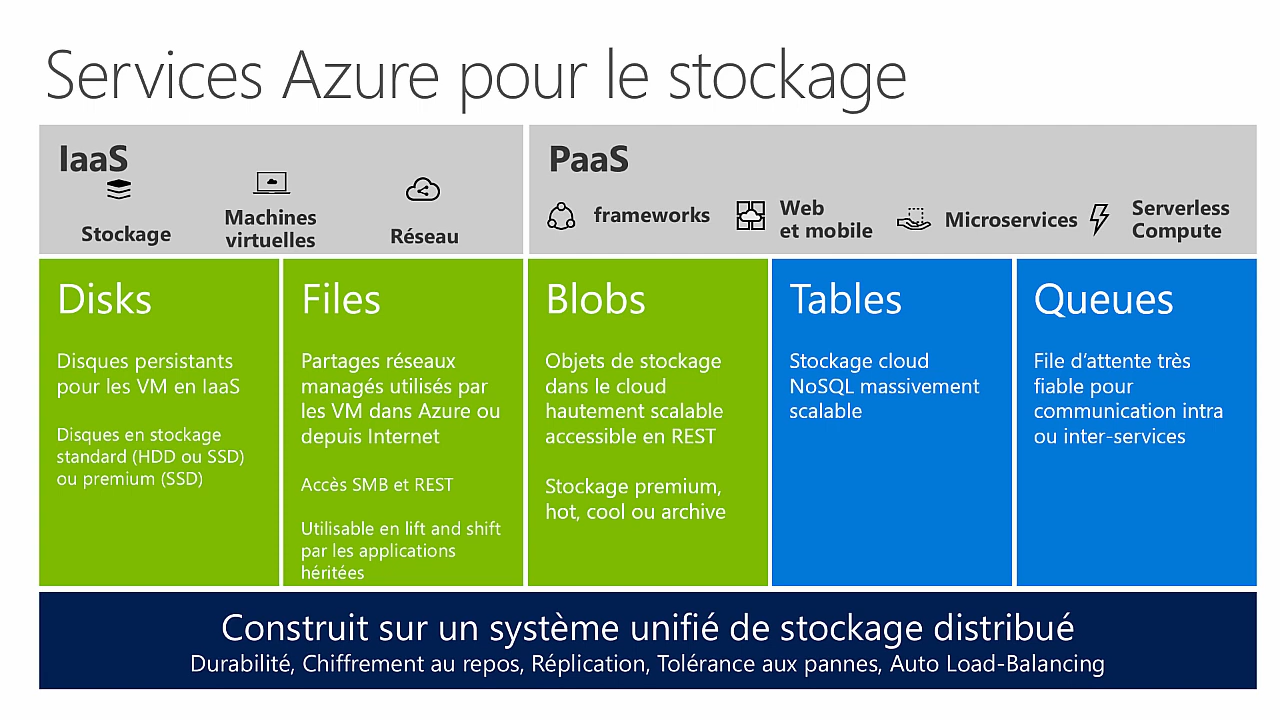 Services Azure pour le stockage
IaaS
Stockage
Machines
virtuelles
Réseau
PaaS
frameworks
Web
et mobile
Microservices
Serverless
Compute
Disks
Disques persistants
pour les VM en IaaS
Disques en stockage
standard (HDD ou SSD)
ou premium (SSD)
Files
Partages réseaux
managés utilisés par
les VM dans Azure ou
depuis Internet
Accès SMB et REST
Utilisable en lift and shift
par les applications
héritées
Blobs
Objets de stockage
dans le cloud
hautement scalable
accessible en REST
Stockage premium,
hot, cool ou archive
Tables
Stockage cloud
NoSQL massivement
scalable
Queues
File d’attente très
fiable pour
communication intra
ou inter-services
Construit sur un système unifié de stockage distribué
Durabilité, Chiffrement au repos, Réplication, Tolérance aux pannes, Auto Load-Balancing